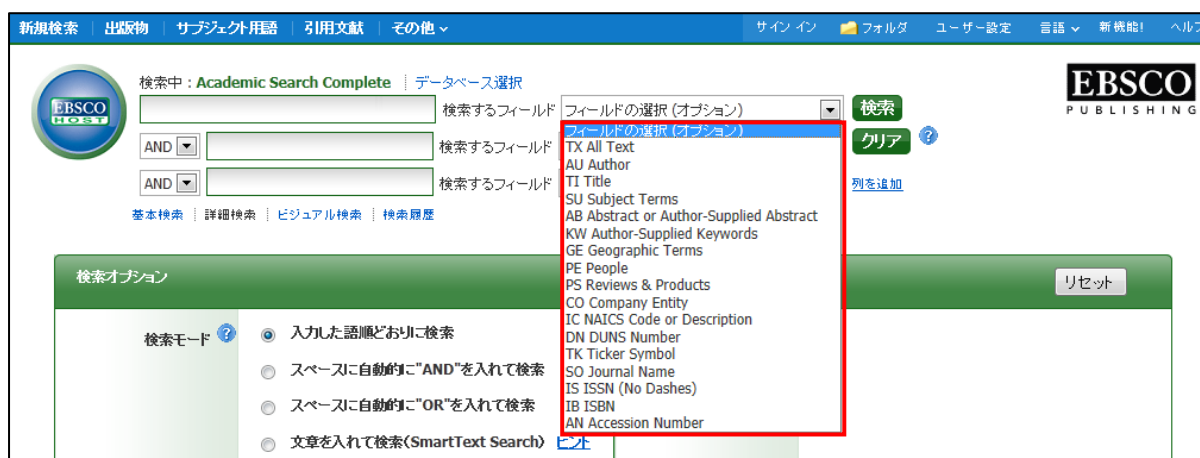 新規検索 出版物 サブジェクト用語 引用文献 その他 サイン イン フォルダ ユーザー設定 言語 新機能!
検索中 : Academic Search Complete データベース選択
EBSCO
HOST
検索するフィールド フィールドの選択 (オプション) 検索
EBSCO
PUBLISHING
フィールドの選択 (オプション)
AND 検索するフィールド クリア ?
AND 検索するフィールド 列を追加
TX All Text
AU Author
TI Title
SU Subject Terms
AB Abstract or Author-Supplied Abstract
KW Author-Supplied Keywords
GE Geographic Terms
PE People
PS Reviews & Products
CO Company Entity
IC NAICS Code or Description
DN DUNS Number
TK Ticker Symbol
SO Journal Name
IS ISSN (No Dashes)
IB ISBN
AN Accession Number
基本検索 詳細検索 ビジュアル検索 検索履歴
検索オプション リセット
検索モード ? 入力した語順どおりに検索
スペースに自動的に"AND"を入れて検索
スペースに自動的に"OR"を入れて検索
文章を入れて検索(SmartText Search) ヒント